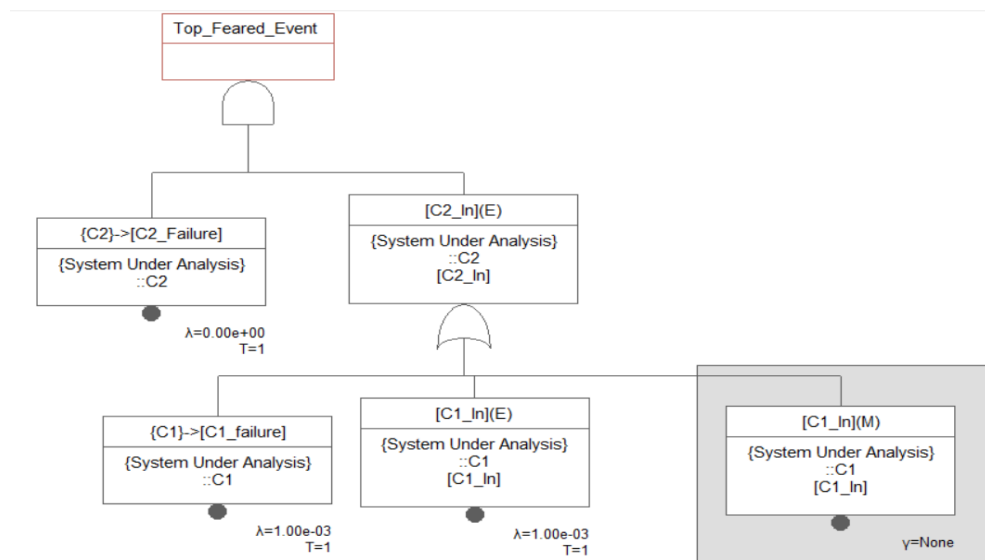 Top_Feared_Event
{C2}->[C2_Failure]
{System Under Analysis}
::C2
λ=0.00e+00
T=1
[C2_In](E)
{System Under Analysis}
::C2
[C2_In]
{C1}->[C1_failure]
{System Under Analysis}
::C1
λ=1.00e-03
T=1
[C1_In](E)
{System Under Analysis}
::C1
[C1_In]
λ=1.00e-03
T=1
[C1_In](M)
{System Under Analysis}
::C1
[C1_In]
γ=None